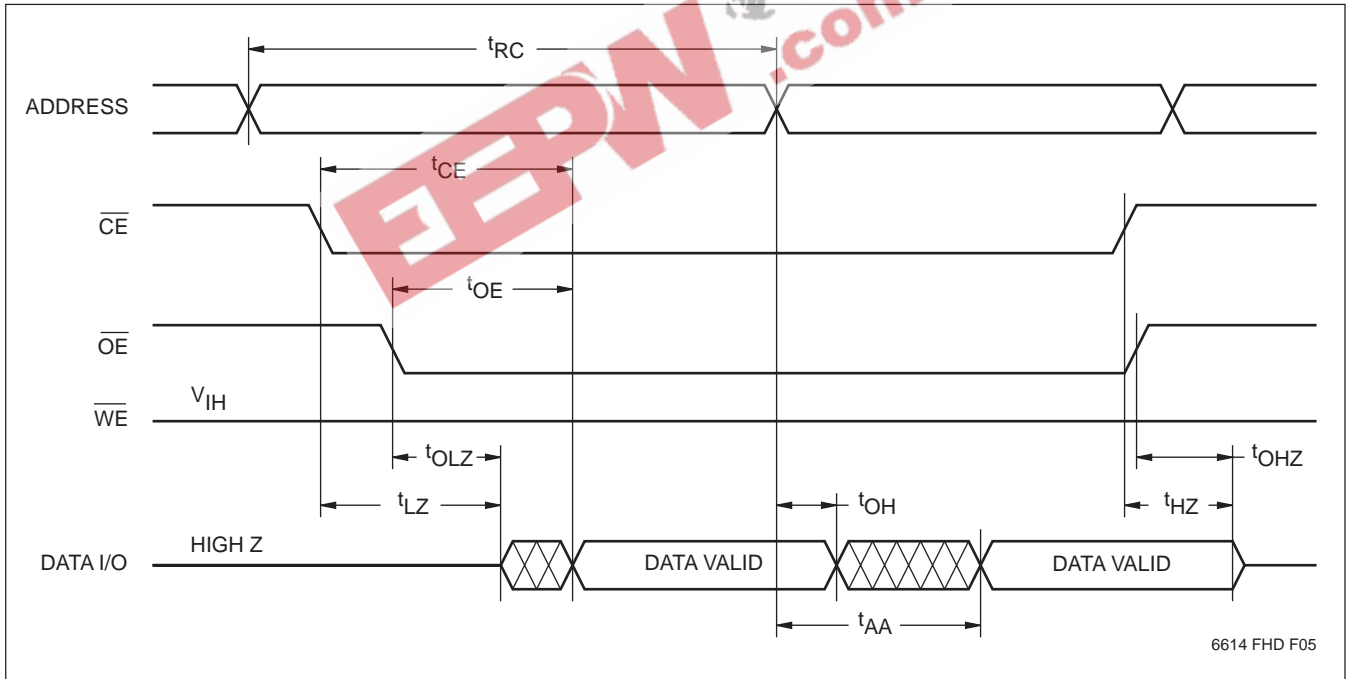 EEPW.com
tRC
ADDRESS
tCE
CE
tOE
OE
VIH
WE
tOLZ
tOHZ
tLZ
tOH
tHZ
HIGH Z
DATA I/O
DATA VALID
DATA VALID
tAA
6614 FHD F05